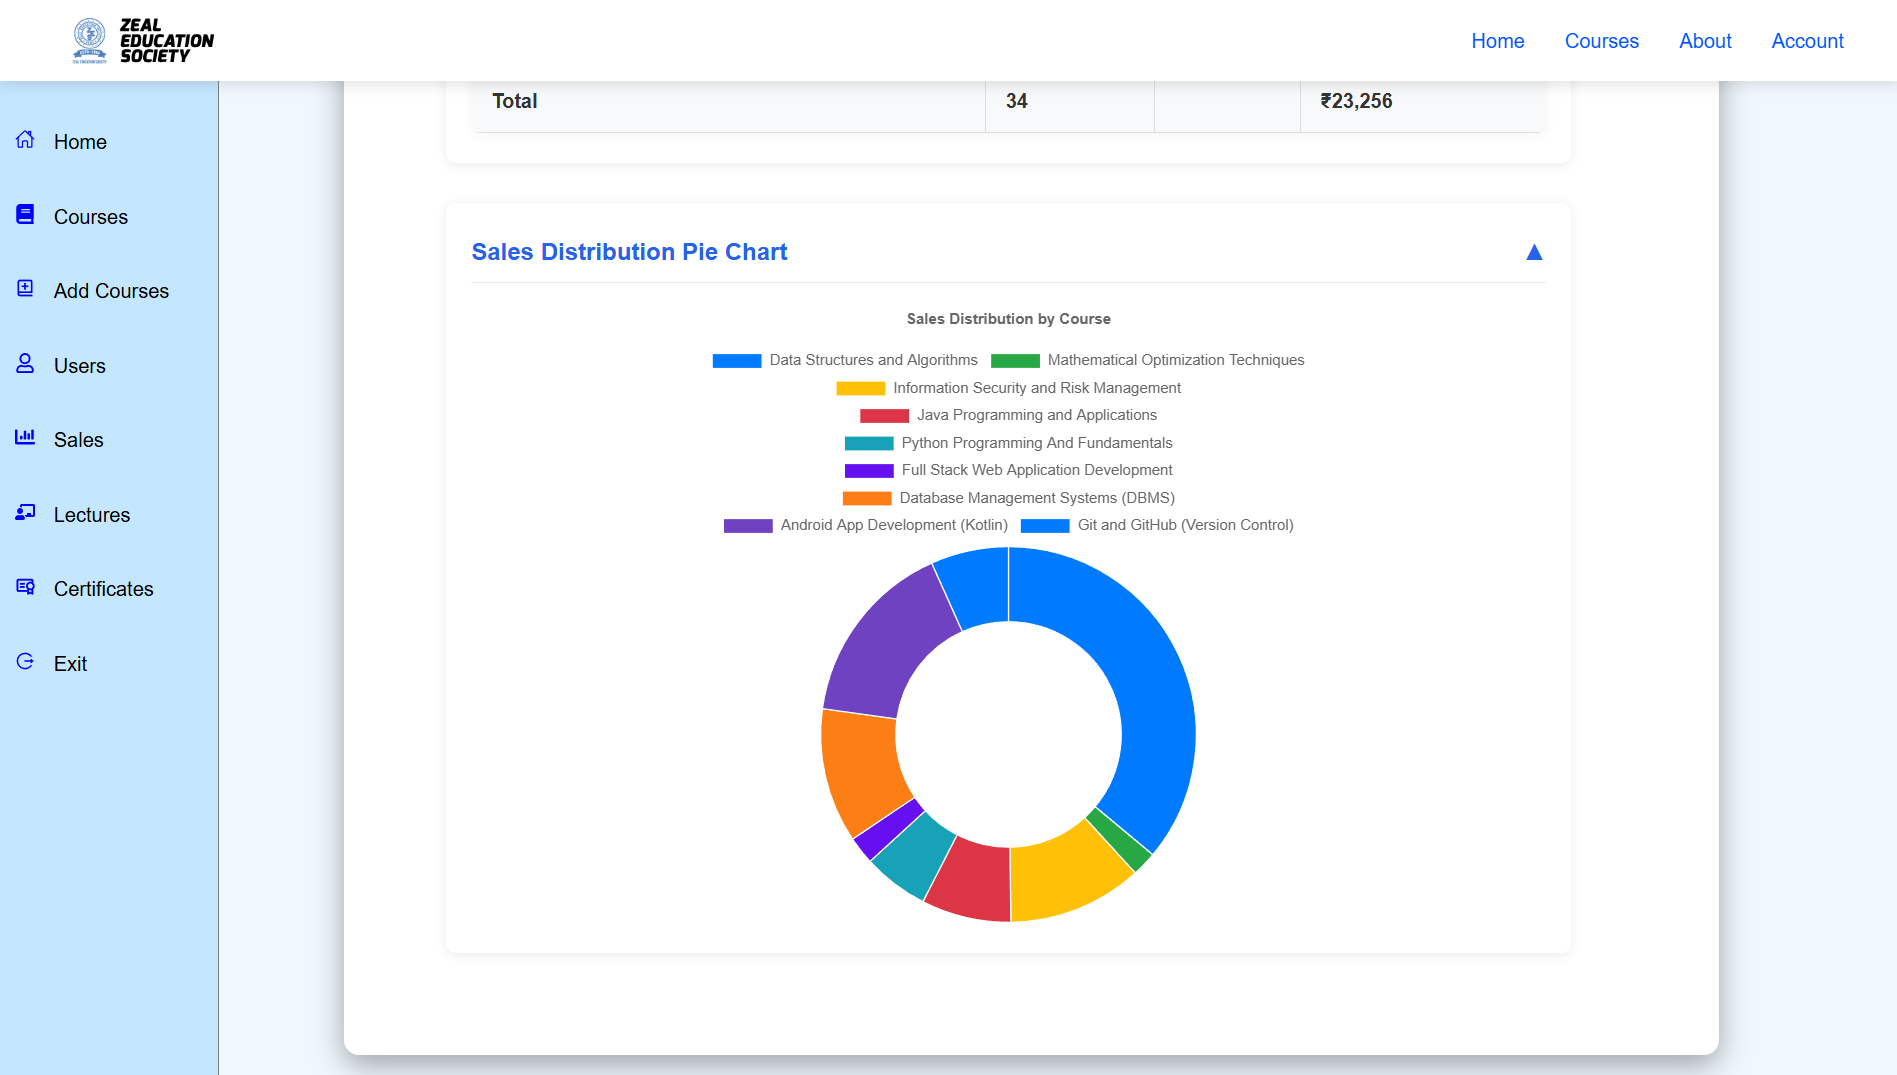 ZEAL
EDUCATION
SOCIETY
Home Courses About Account
Home
Courses
Add Courses
Users
Sales
Lectures
Certificates
Exit
Total 34 ₹23,256
Sales Distribution Pie Chart ▲
Sales Distribution by Course
Data Structures and Algorithms Mathematical Optimization Techniques
Information Security and Risk Management
Java Programming and Applications
Python Programming And Fundamentals
Full Stack Web Application Development
Database Management Systems (DBMS)
Android App Development (Kotlin) Git and GitHub (Version Control)